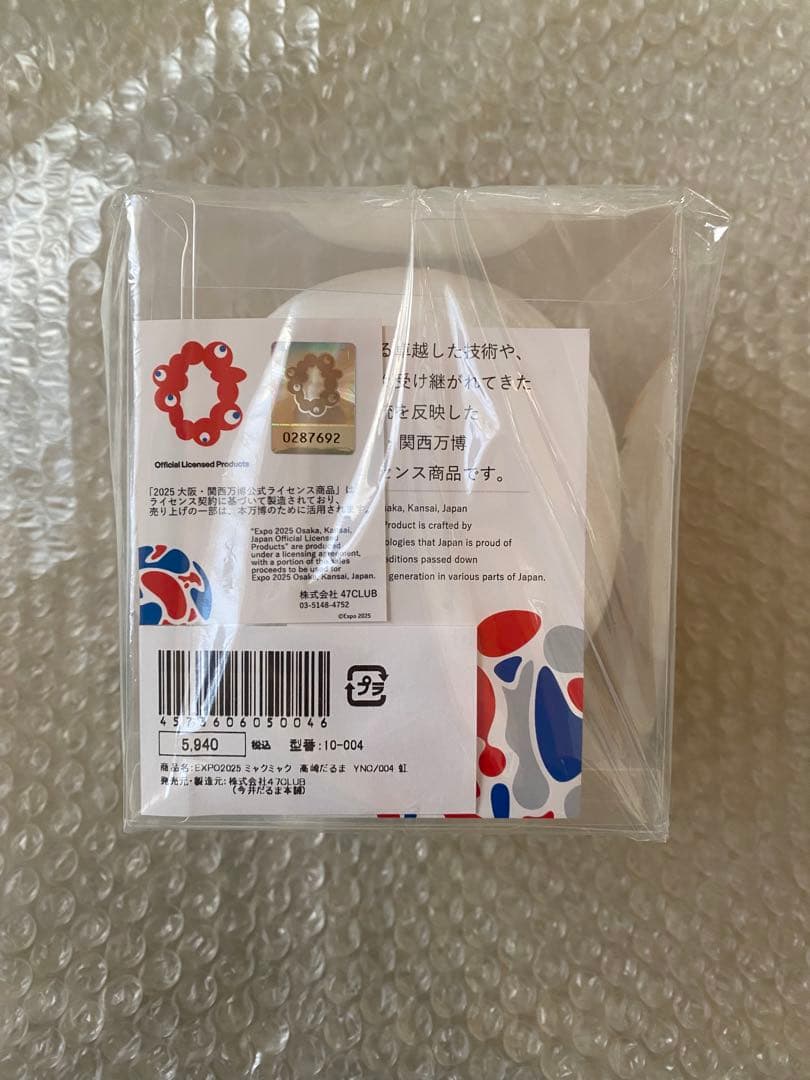 0287692
Official Licensed Products
「2025 大阪・関西万博公式ライセンス商品」は
ライセンス契約に基づいて製造されており、
売り上げの一部は、本万博のために活用されます。
"Expo 2025 Osaka, Kansai,
Japan Official Licensed
Products" are produced
under a licensing agreement,
with a portion of the sales
proceeds to be used for
Expo 2025 Osaka, Kansai, Japan.
株式会社 47CLUB
03-5148-4752
©Expo 2025
る卓越した技術や、
受け継がれてきた
を反映した
・関西万博
センス商品です。
aka, Kansai, Japan
Product is crafted by
ologies that Japan is proud of
ditions passed down
generation in various parts of Japan.
4573606050046
プラ
5,940 税込 型番:10-004
商品名:EXPO2025 ミャクミャク 高崎だるま YNO/004 虹
発売元・製造元:株式会社47CLUB
(今井だるま本舗)